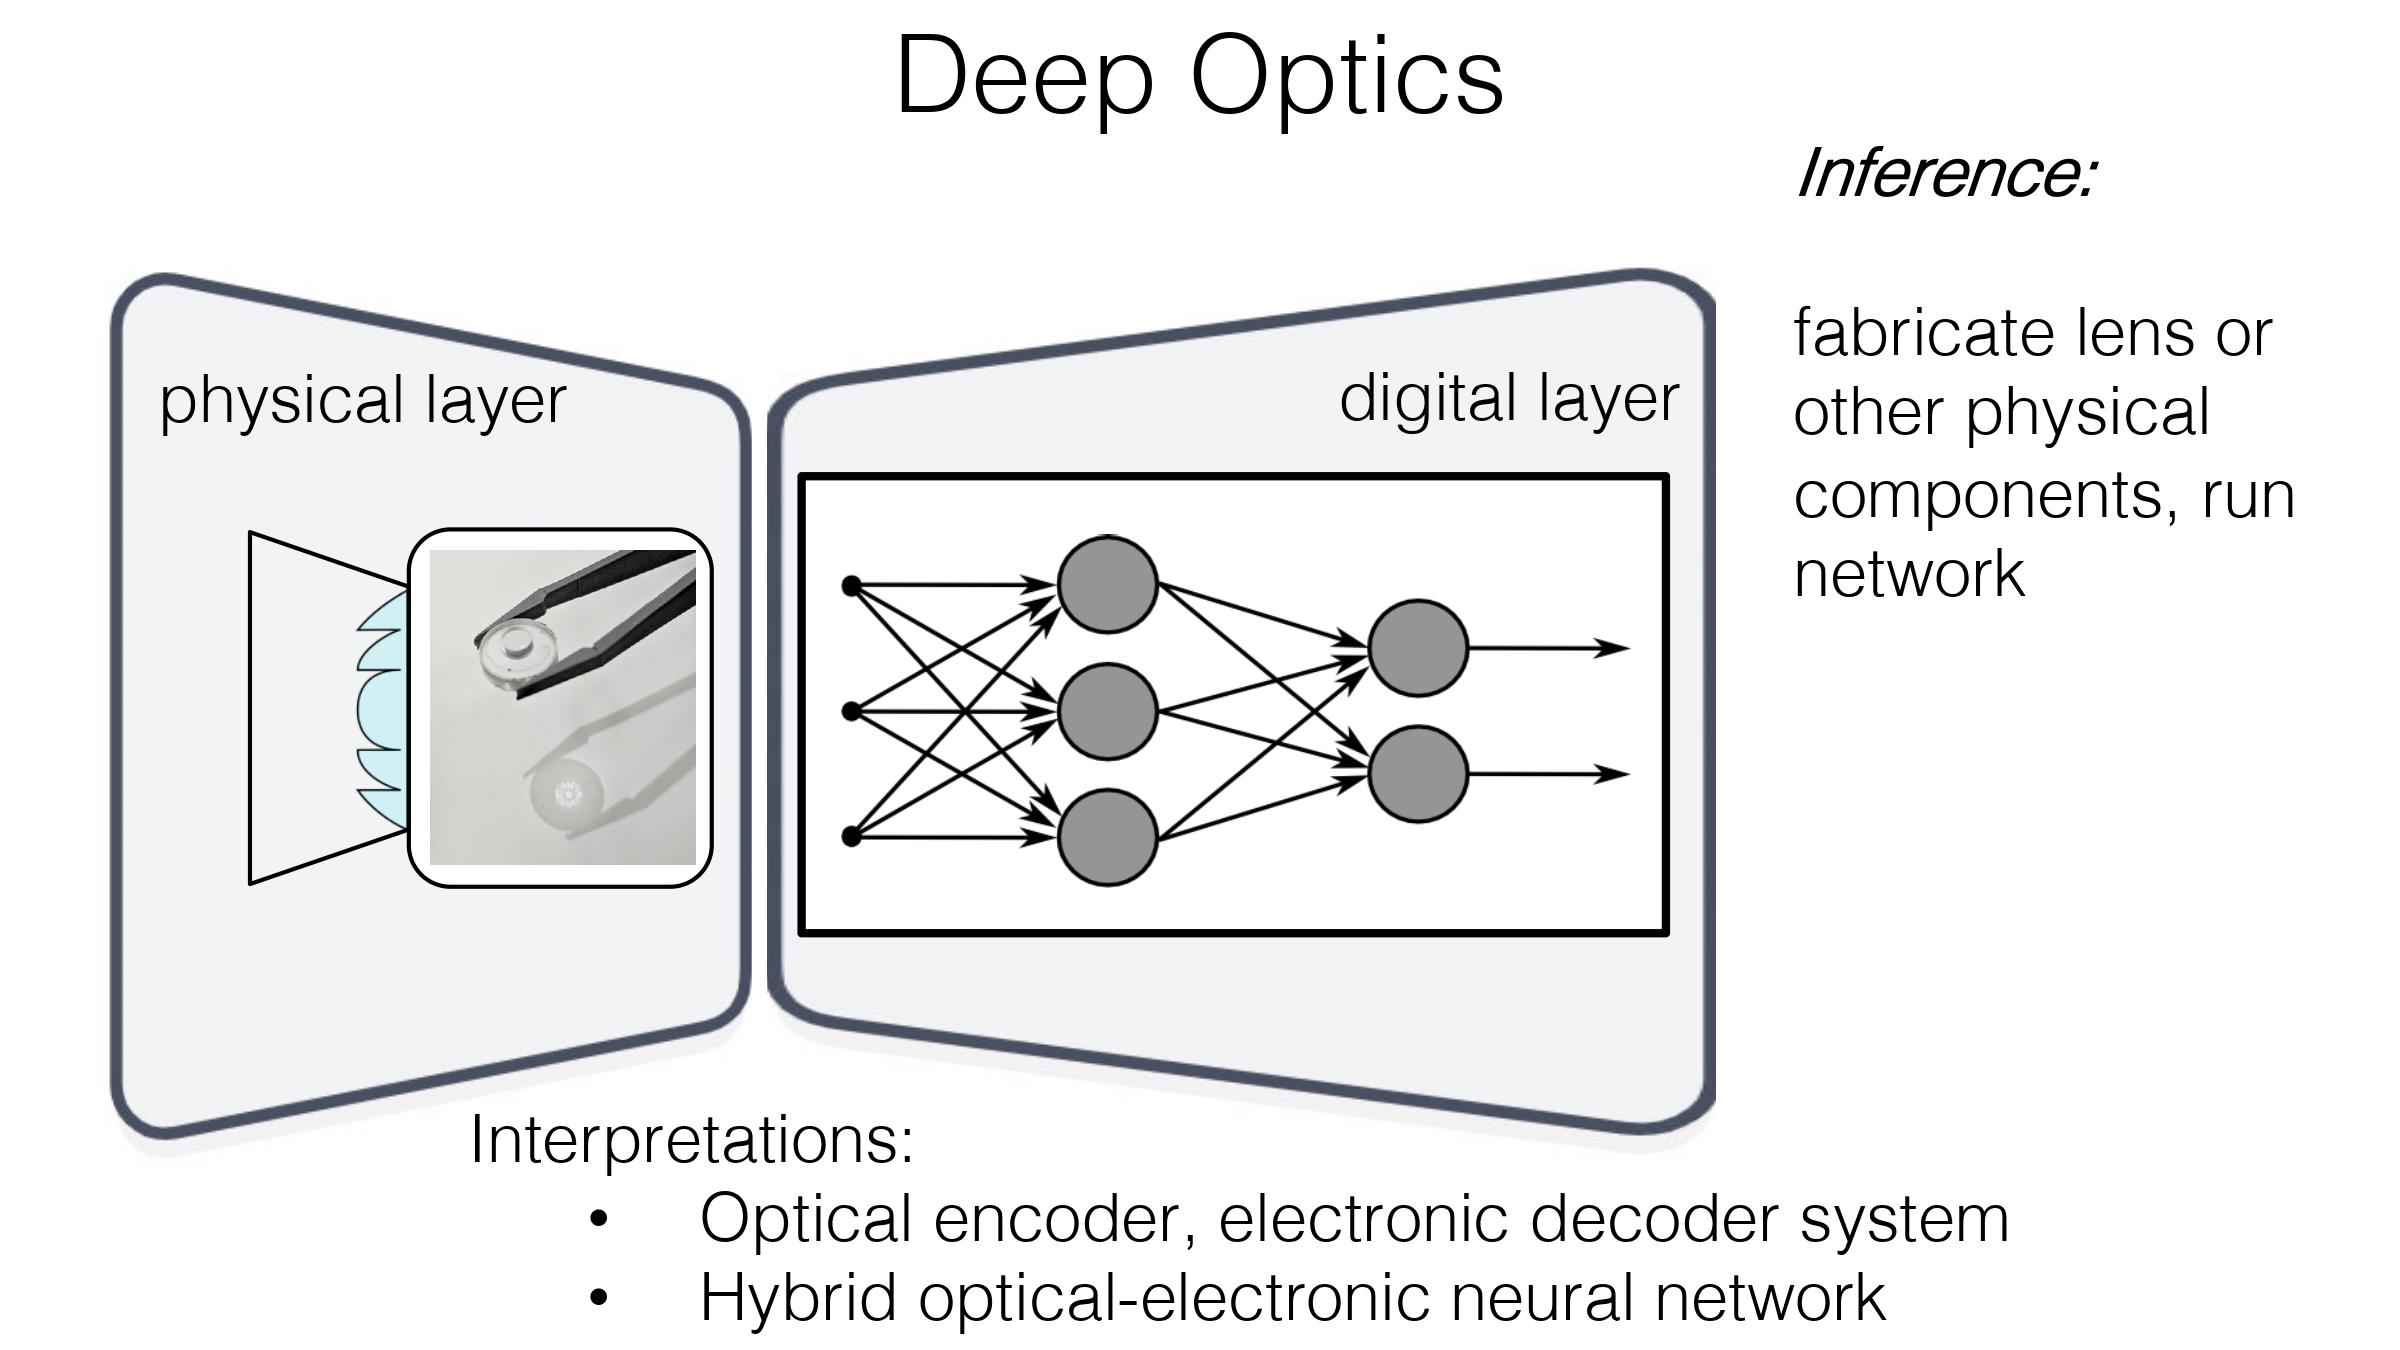 Deep Optics
Inference:
fabricate lens or
other physical
components, run
network
physical layer
digital layer
Interpretations:
• Optical encoder, electronic decoder system
• Hybrid optical-electronic neural network